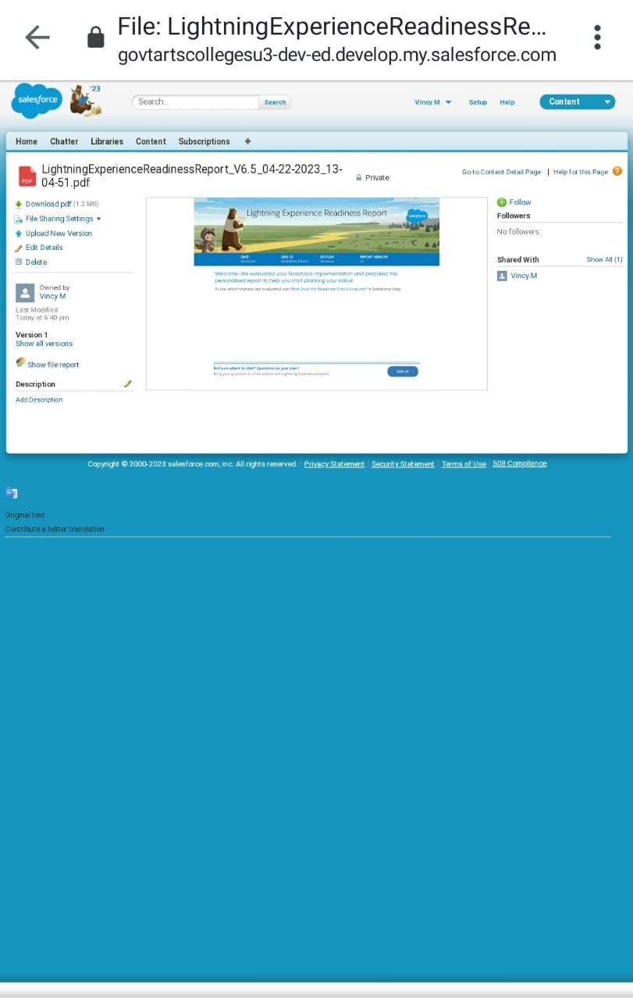 File: LightningExperienceReadinessRe...
govtartscollegesu3-dev-ed.develop.my.salesforce.com
salesforce
'23
Search...
Search
Vincy M
Setup
Help
Content
Home Chatter Libraries Content Subscriptions +
LightningExperienceReadinessReport_V6.5_04-22-2023_13-
04-51.pdf
PDF
Private
Go to Content Detail Page | Help for this Page ?
Download pdf (1.2 MB)
File Sharing Settings
Upload New Version
Edit Details
Delete
Owned by
Vincy M
Last Modified
Today at 6:40 pm
Version 1
Show all versions
Show file report
Description
Add Description
Lightning Experience Readiness Report
salesforce
DATE ORG ID EDITION REPORT VERSION
Welcome! We evaluated your Salesforce implementation and prepared this
personalized report to help you start planning your rollout.
To see which features are evaluated, see "What Does the Readiness Check Evaluate?" in Salesforce Help.
Not sure where to start? Questions on your plan?
Bring your questions to a free session with Lightning Experience experts.
SIGN UP
Follow
Followers
No followers.
Shared With
Show All (1)
Vincy M
Copyright © 2000-2023 salesforce.com, inc. All rights reserved. Privacy Statement Security Statement Terms of Use 508 Compliance
G
Original text
Contribute a better translation